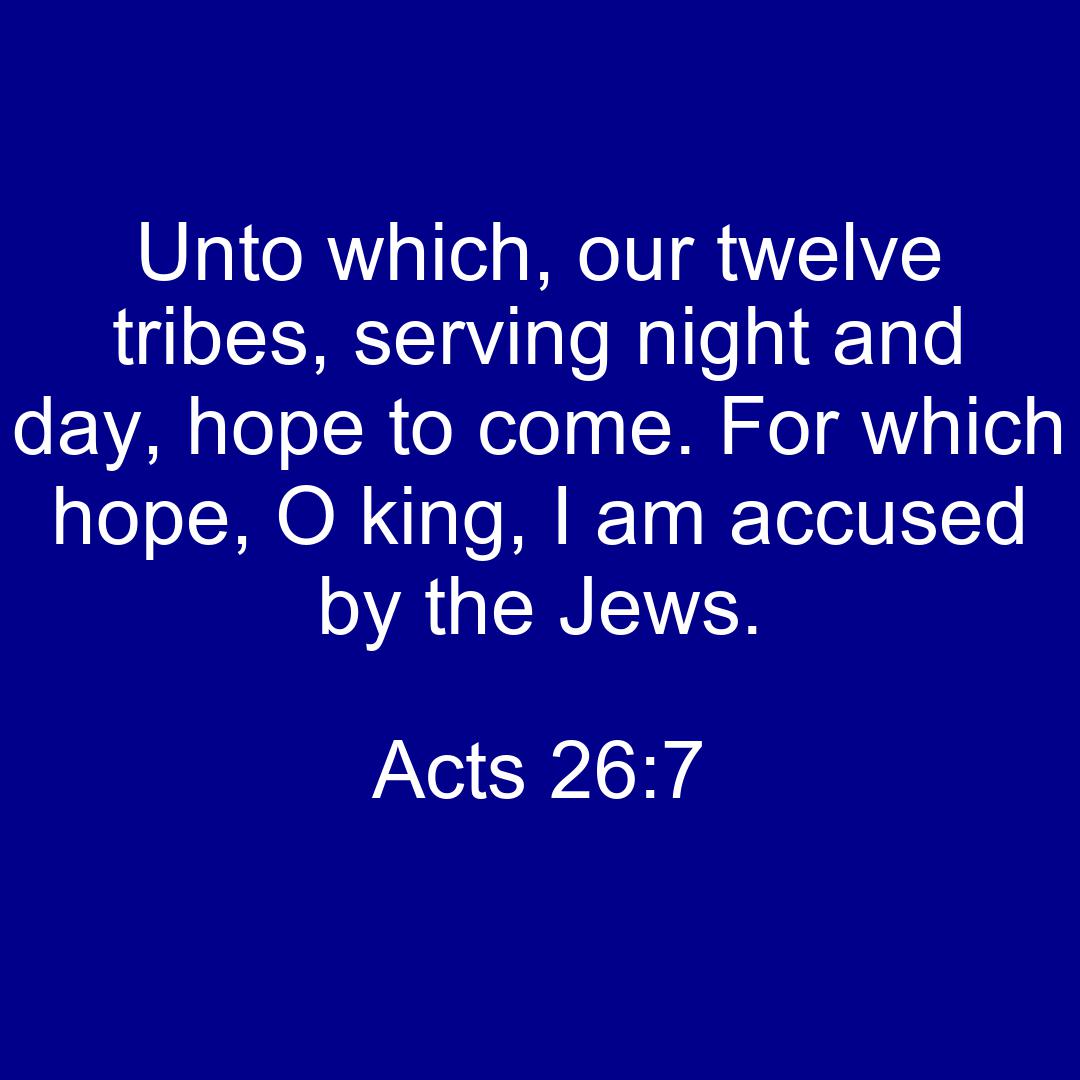 Unto which, our twelve
tribes, serving night and
day, hope to come. For which
hope, O king, I am accused
by the Jews.
Acts 26:7